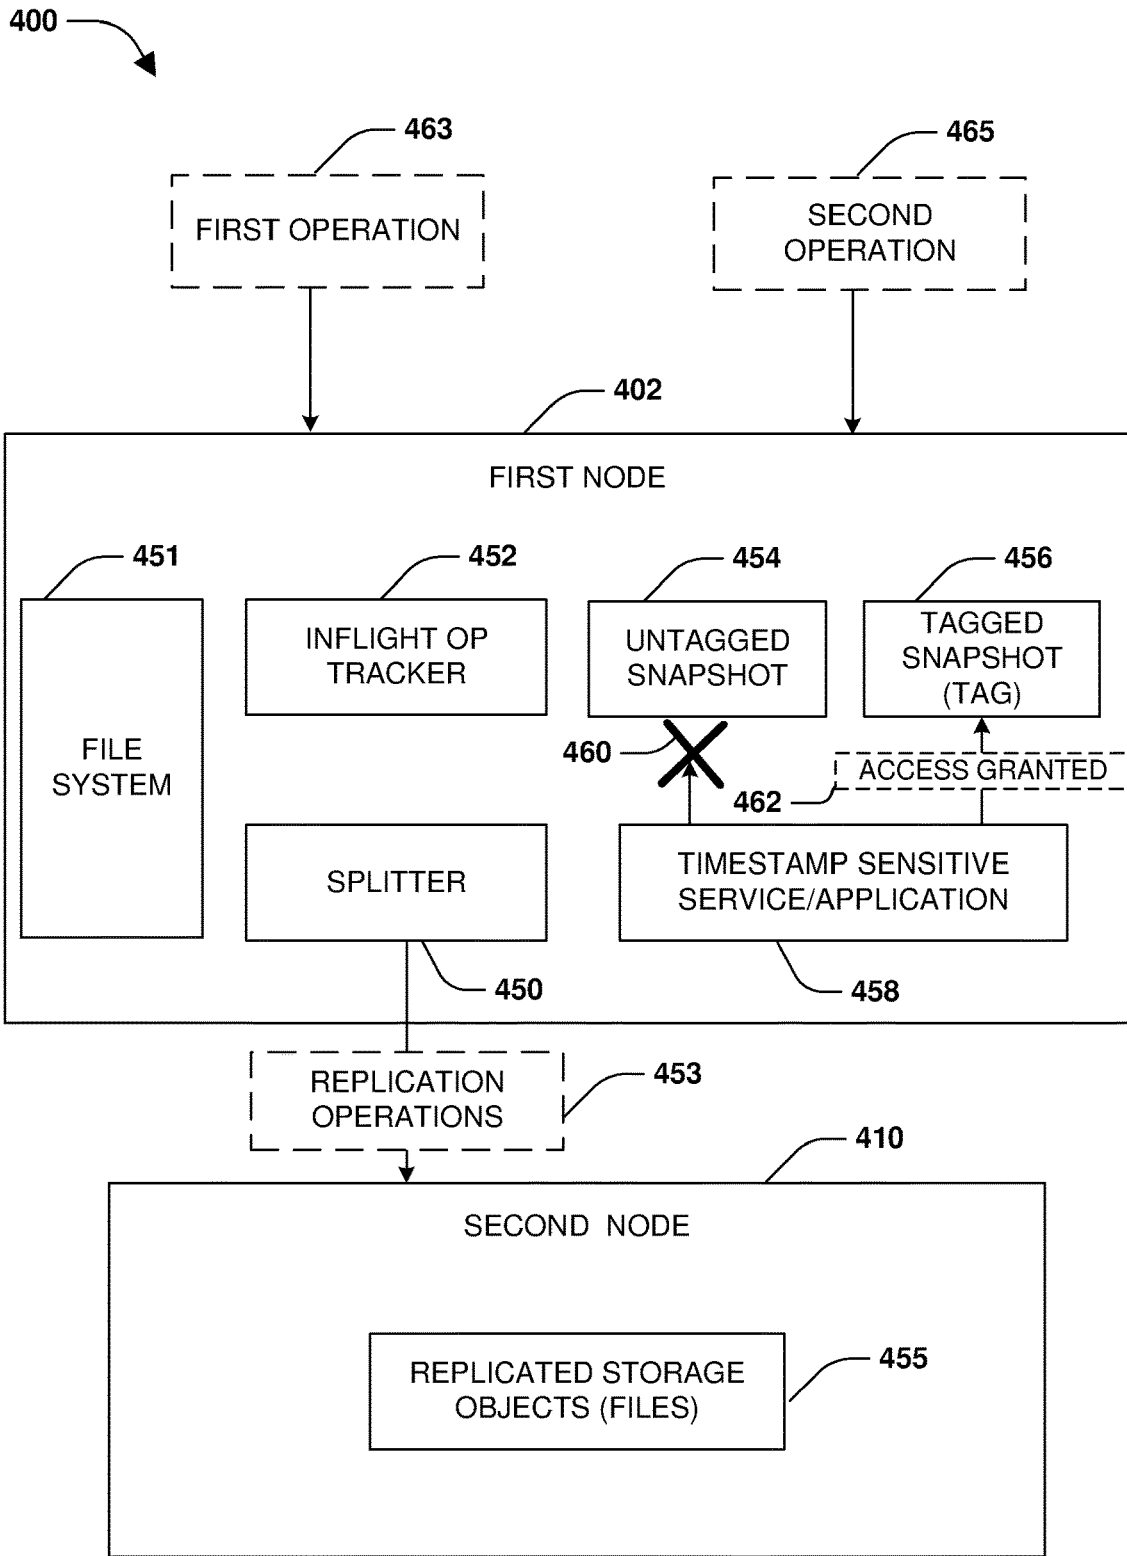 400
463
465
FIRST OPERATION
SECOND
OPERATION
402
FIRST NODE
451
452
454
456
FILE
SYSTEM
INFLIGHT OP
TRACKER
UNTAGGED
SNAPSHOT
TAGGED
SNAPSHOT
(TAG)
460
ACCESS GRANTED
462
SPLITTER
TIMESTAMP SENSITIVE
SERVICE/APPLICATION
450
458
REPLICATION
OPERATIONS
453
410
SECOND NODE
REPLICATED STORAGE
OBJECTS (FILES)
455